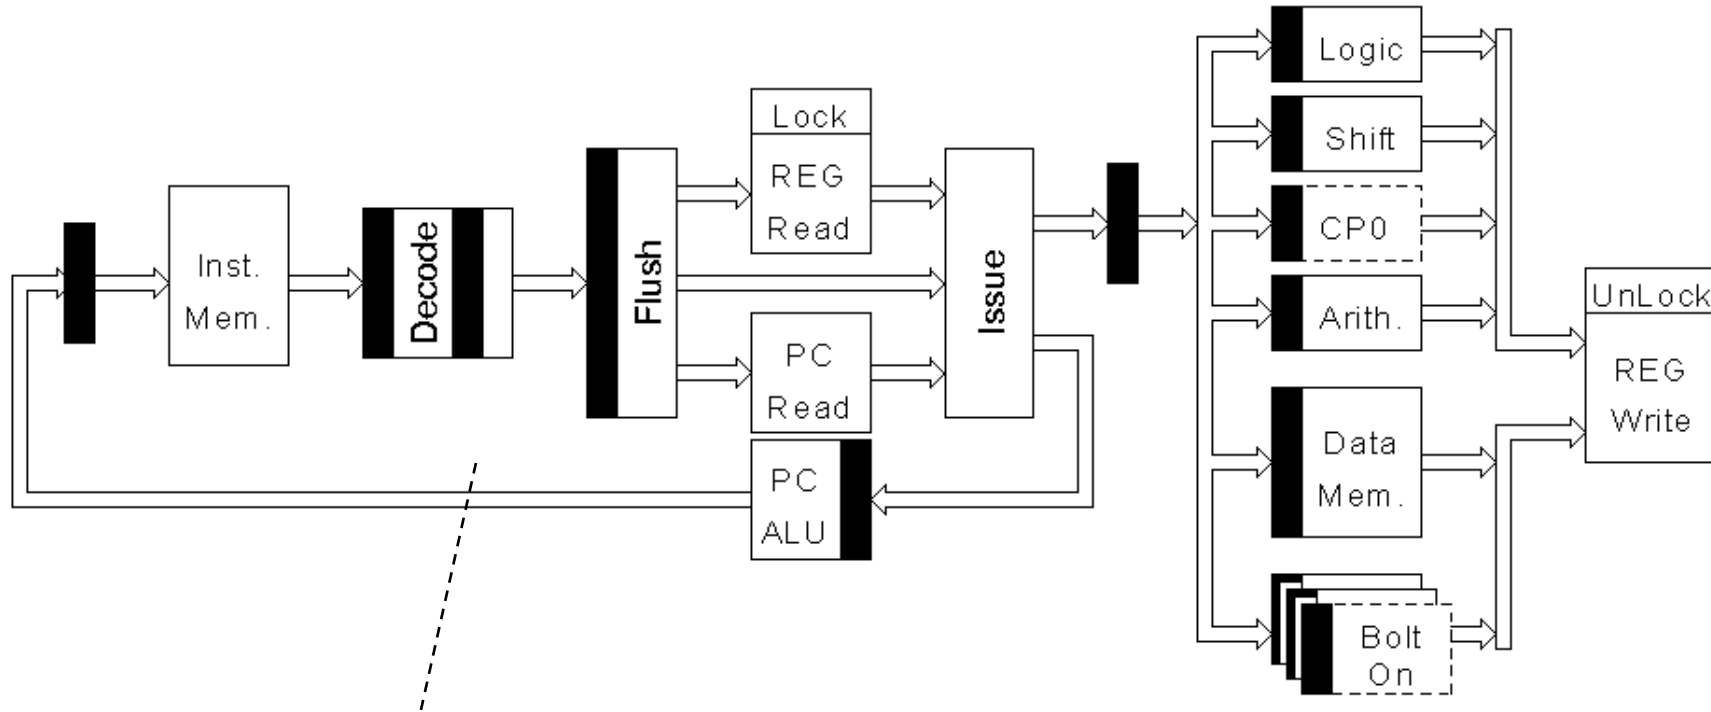 Inst.
Mem.
Decode
Flush
Lock
REG
Read
PC
Read
PC
ALU
Issue
Logic
Shift
CP0
Arith.
Data
Mem.
Bolt
On
UnLock
REG
Write